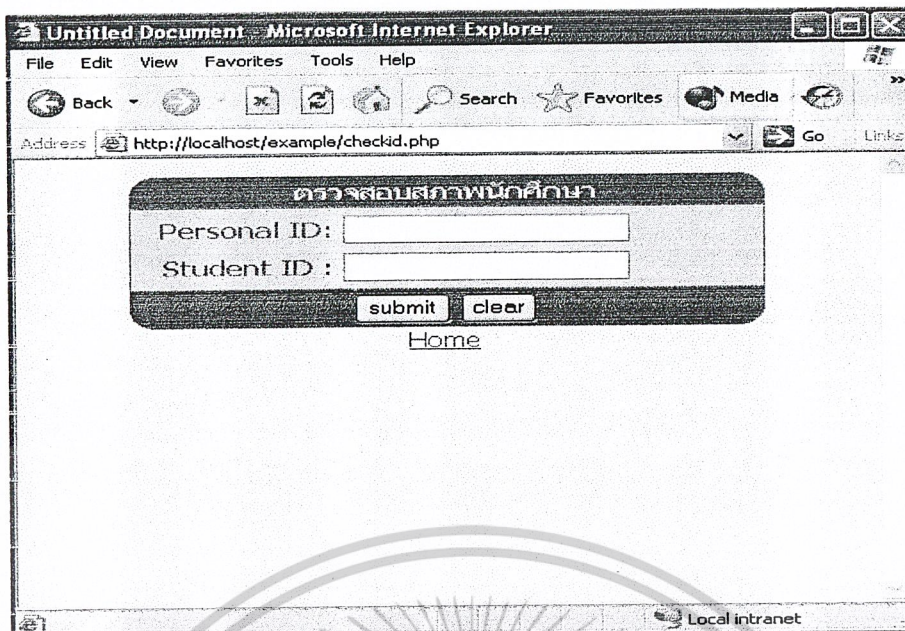 Untitled Document - Microsoft Internet Explorer
File Edit View Favorites Tools Help
Back Search Favorites Media »
Address http://localhost/example/checkid.php Go Links
ตรวจสอบสภาพนักศึกษา
Personal ID:
Student ID :
submit clear
Home
Local intranet